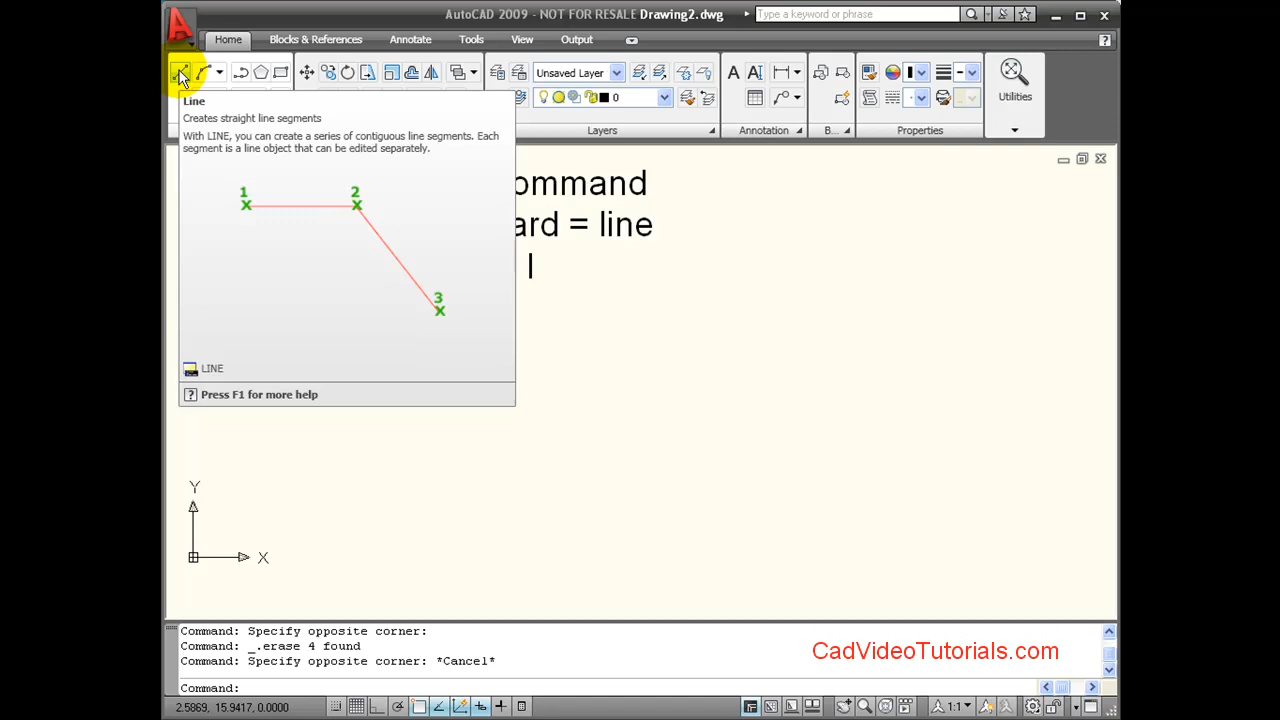 AutoCAD 2009 - NOT FOR RESALE Drawing2.dwg
Type a keyword or phrase
Home
Blocks & References
Annotate
Tools
View
Output
Unsaved Layer
0
Utilities
Layers
Annotation
B...
Properties
Line
Creates straight line segments
With LINE, you can create a series of contiguous line segments. Each
segment is a line object that can be edited separately.
1
2
3
LINE
Press F1 for more help
ommand
ard = line
l
Y
X
Command: Specify opposite corner:
Command: _.erase 4 found
Command: Specify opposite corner: *Cancel*
Command:
CadVideoTutorials.com
2.5869, 15.9417, 0.0000
1:1